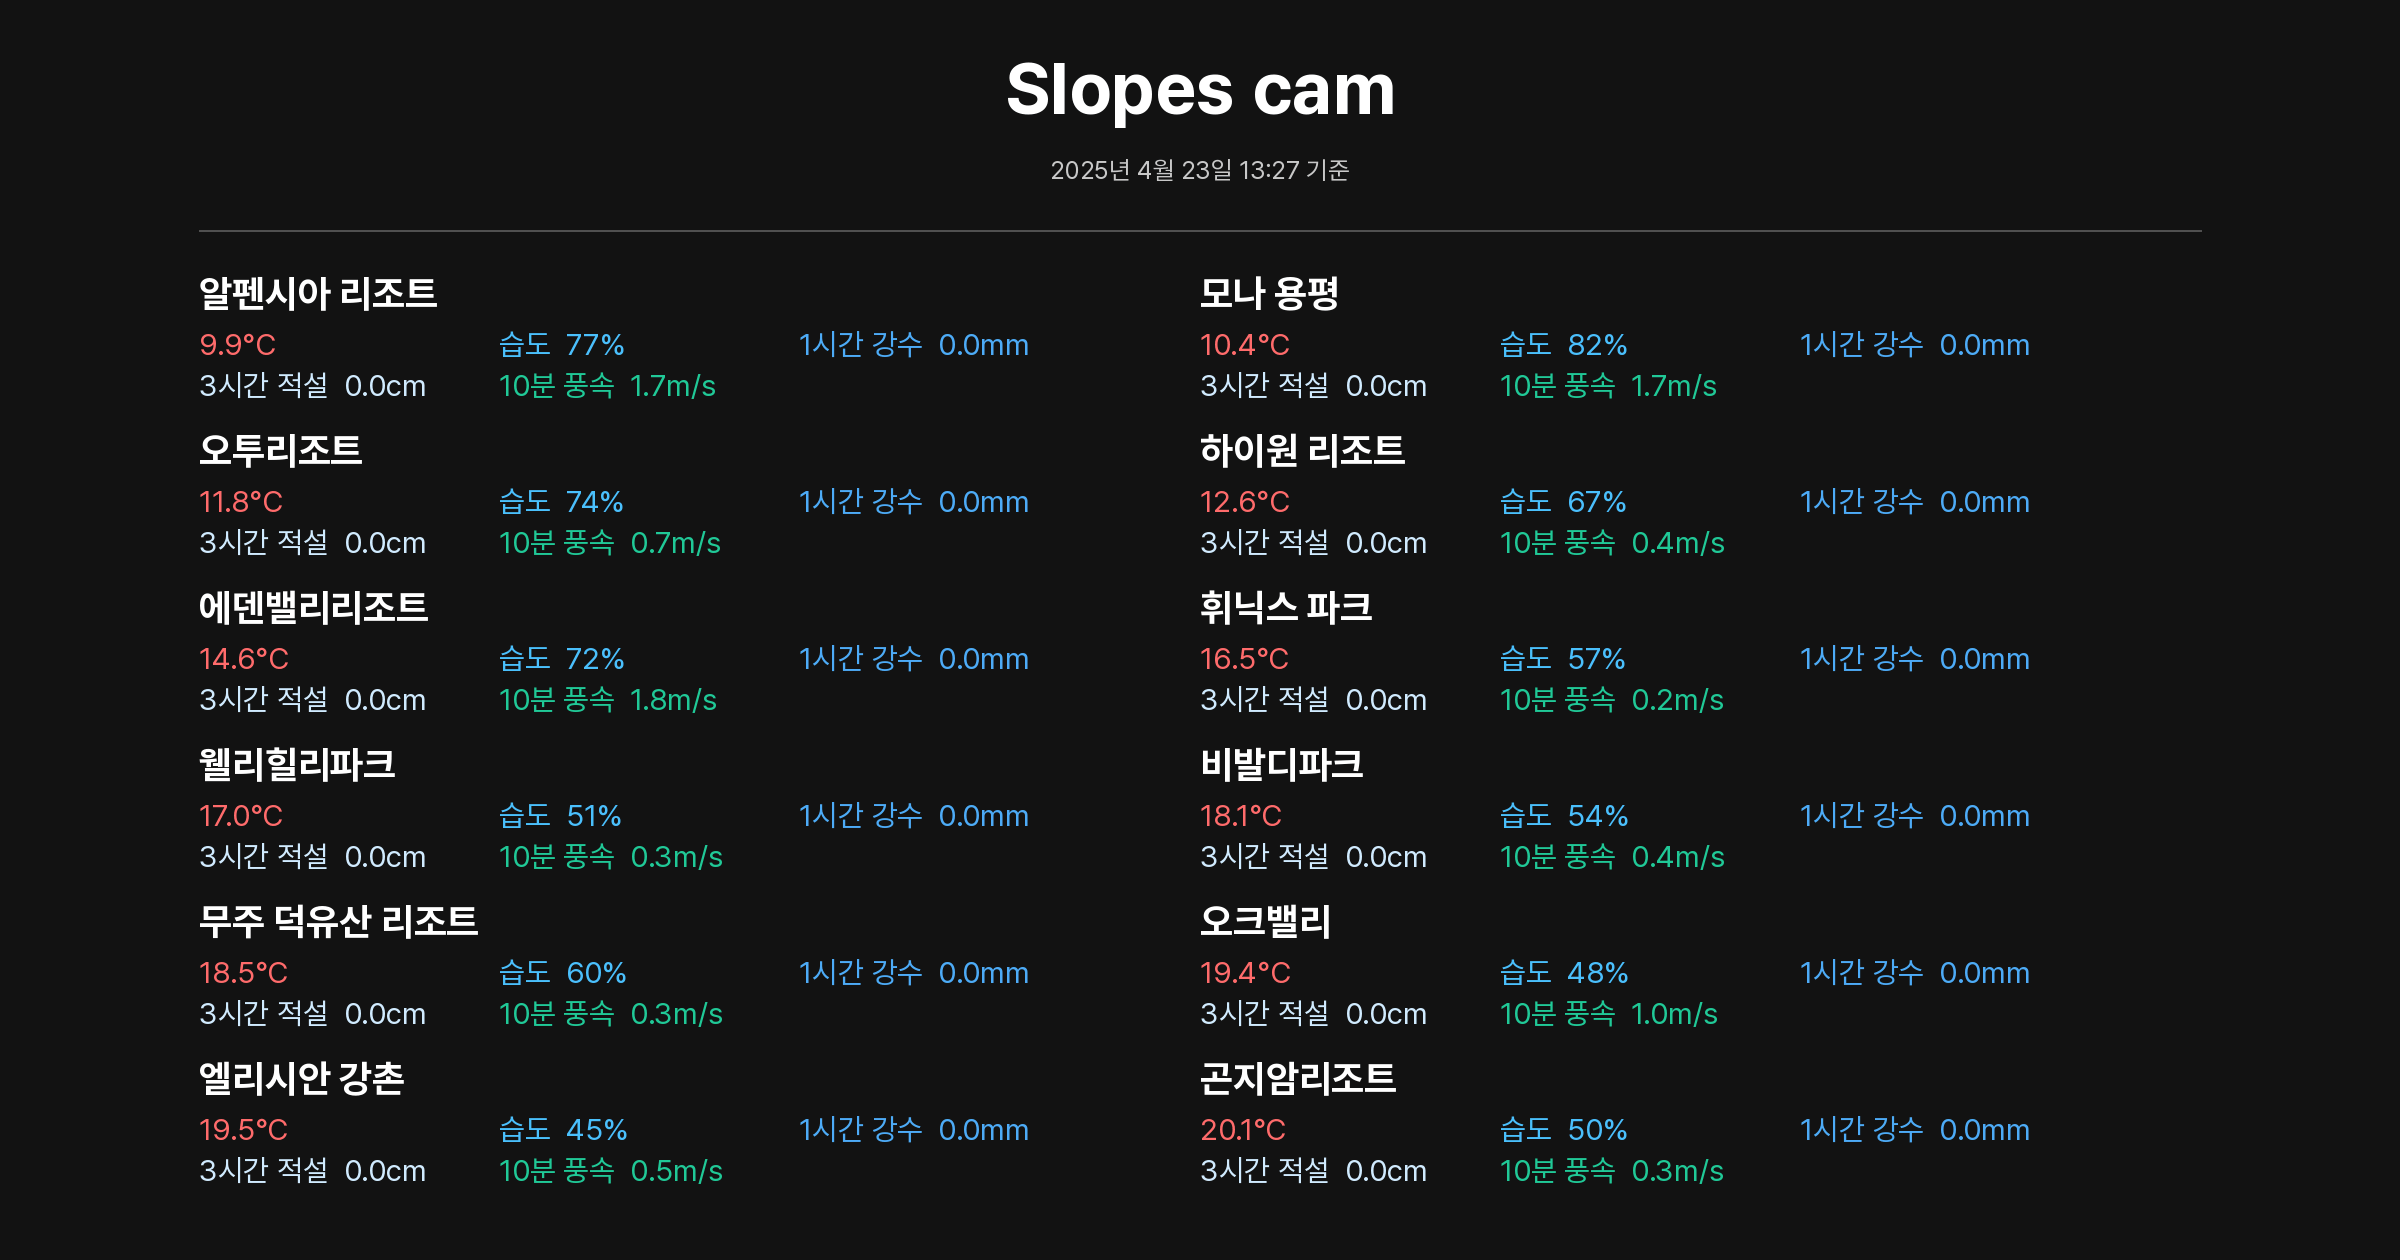 Slopes cam
2025년 4월 23일 13:27 기준
알펜시아 리조트
9.9°C 습도 77% 1시간 강수 0.0mm
3시간 적설 0.0cm 10분 풍속 1.7m/s
모나 용평
10.4°C 습도 82% 1시간 강수 0.0mm
3시간 적설 0.0cm 10분 풍속 1.7m/s
오투리조트
11.8°C 습도 74% 1시간 강수 0.0mm
3시간 적설 0.0cm 10분 풍속 0.7m/s
하이원 리조트
12.6°C 습도 67% 1시간 강수 0.0mm
3시간 적설 0.0cm 10분 풍속 0.4m/s
에덴밸리리조트
14.6°C 습도 72% 1시간 강수 0.0mm
3시간 적설 0.0cm 10분 풍속 1.8m/s
휘닉스 파크
16.5°C 습도 57% 1시간 강수 0.0mm
3시간 적설 0.0cm 10분 풍속 0.2m/s
웰리힐리파크
17.0°C 습도 51% 1시간 강수 0.0mm
3시간 적설 0.0cm 10분 풍속 0.3m/s
비발디파크
18.1°C 습도 54% 1시간 강수 0.0mm
3시간 적설 0.0cm 10분 풍속 0.4m/s
무주 덕유산 리조트
18.5°C 습도 60% 1시간 강수 0.0mm
3시간 적설 0.0cm 10분 풍속 0.3m/s
오크밸리
19.4°C 습도 48% 1시간 강수 0.0mm
3시간 적설 0.0cm 10분 풍속 1.0m/s
엘리시안 강촌
19.5°C 습도 45% 1시간 강수 0.0mm
3시간 적설 0.0cm 10분 풍속 0.5m/s
곤지암리조트
20.1°C 습도 50% 1시간 강수 0.0mm
3시간 적설 0.0cm 10분 풍속 0.3m/s